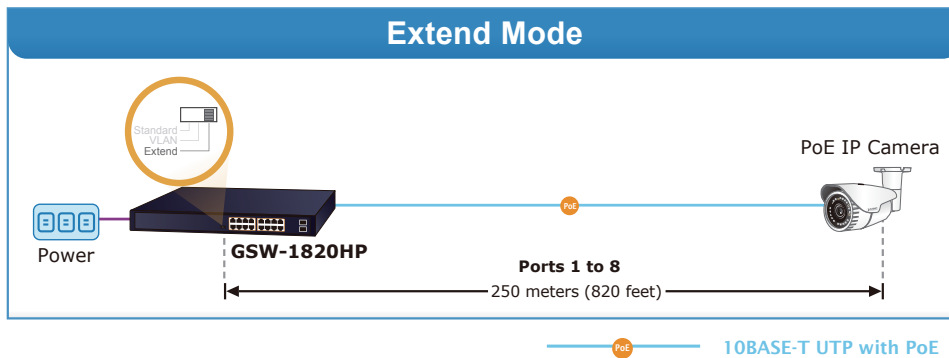 Extend Mode
Standard
VLAN
Extend
PoE IP Camera
PoE
Power
GSW-1820HP
Ports 1 to 8
250 meters (820 feet)
PoE
10BASE-T UTP with PoE